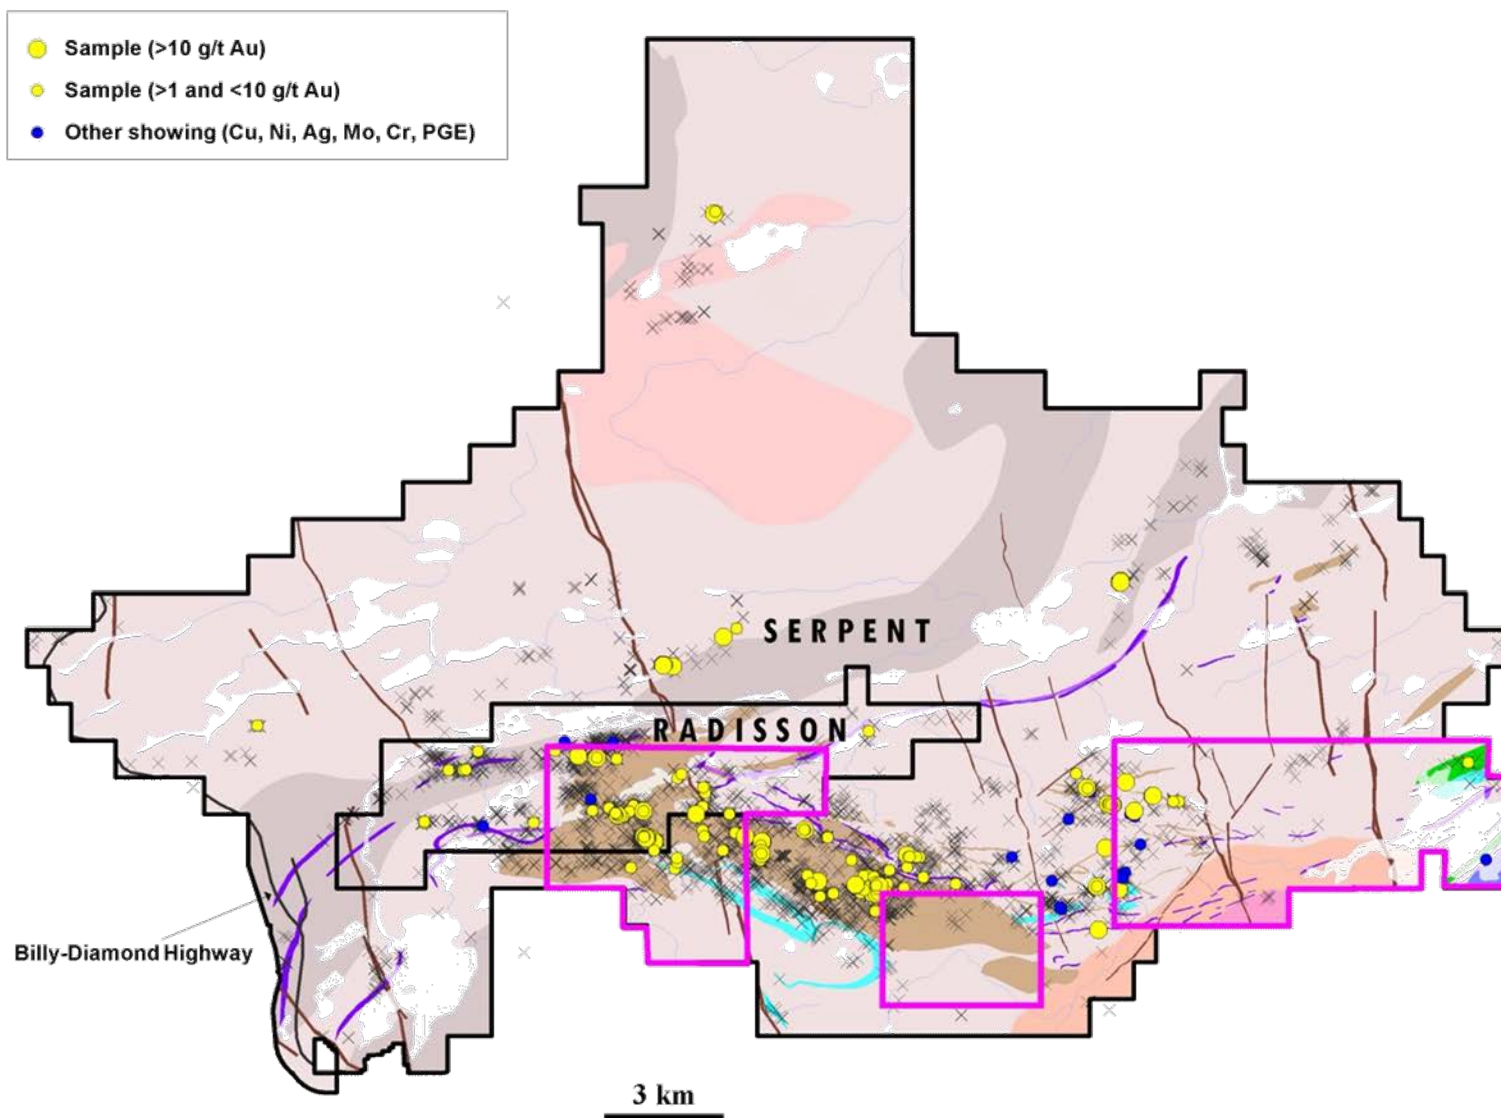 Sample (>10 g/t Au)
Sample (>1 and <10 g/t Au)
Other showing (Cu, Ni, Ag, Mo, Cr, PGE)
SERPENT
RADISSON
Billy-Diamond Highway
3 km